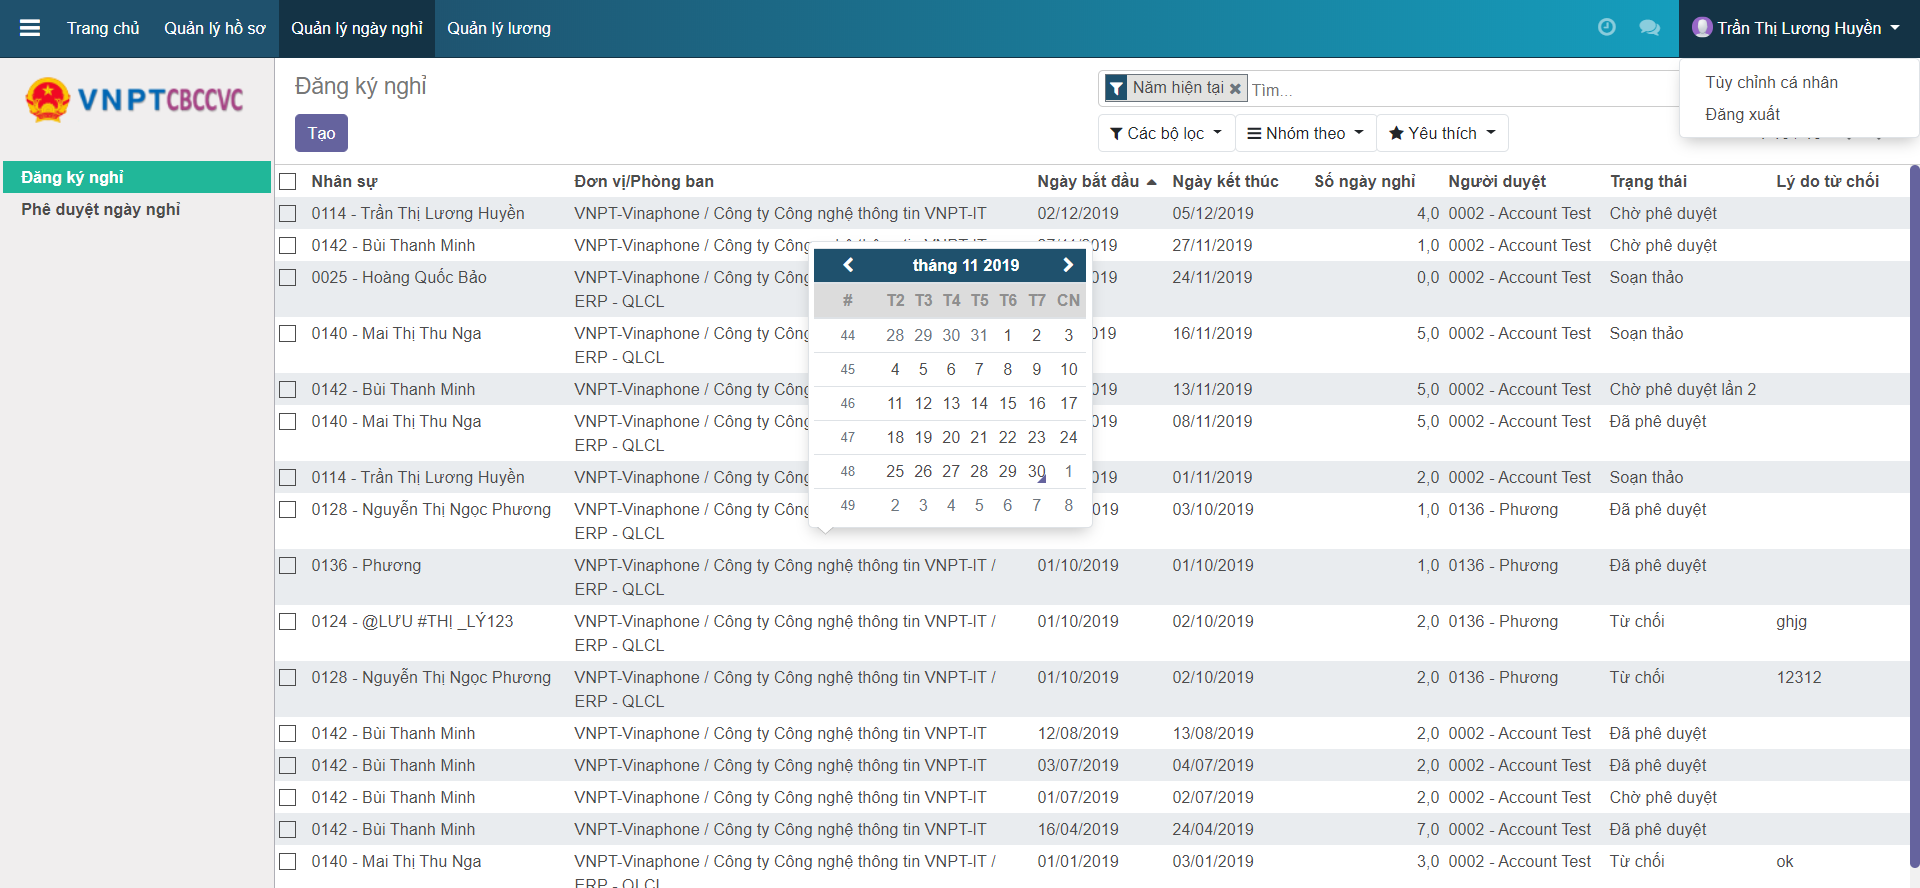 Trang chủ Quản lý hồ sơ Quản lý ngày nghỉ Quản lý lương Trần Thị Lương Huyền
Tùy chỉnh cá nhân
Đăng xuất
VNPTCBCCVC
Đăng ký nghỉ
Phê duyệt ngày nghỉ
Đăng ký nghỉ
Tạo
Năm hiện tại Tìm...
Các bộ lọc Nhóm theo Yêu thích
Nhân sự Đơn vị/Phòng ban Ngày bắt đầu Ngày kết thúc Số ngày nghỉ Người duyệt Trạng thái Lý do từ chối
0114 - Trần Thị Lương Huyền VNPT-Vinaphone / Công ty Công nghệ thông tin VNPT-IT 02/12/2019 05/12/2019 4,0 0002 - Account Test Chờ phê duyệt
0142 - Bùi Thanh Minh VNPT-Vinaphone / Công ty Công 27/11/2019 1,0 0002 - Account Test Chờ phê duyệt
0025 - Hoàng Quốc Bảo VNPT-Vinaphone / Công ty Công 24/11/2019 0,0 0002 - Account Test Soạn thảo
ERP - QLCL
0140 - Mai Thị Thu Nga VNPT-Vinaphone / Công ty Công 019 16/11/2019 5,0 0002 - Account Test Soạn thảo
ERP - QLCL
0142 - Bùi Thanh Minh VNPT-Vinaphone / Công ty Công 019 13/11/2019 5,0 0002 - Account Test Chờ phê duyệt lần 2
0140 - Mai Thị Thu Nga VNPT-Vinaphone / Công ty Công 019 08/11/2019 5,0 0002 - Account Test Đã phê duyệt
ERP - QLCL
0114 - Trần Thị Lương Huyền VNPT-Vinaphone / Công ty Công 019 01/11/2019 2,0 0002 - Account Test Soạn thảo
0128 - Nguyễn Thị Ngọc Phương VNPT-Vinaphone / Công ty Công 019 03/10/2019 1,0 0136 - Phương Đã phê duyệt
ERP - QLCL
0136 - Phương VNPT-Vinaphone / Công ty Công nghệ thông tin VNPT-IT / 01/10/2019 01/10/2019 1,0 0136 - Phương Đã phê duyệt
ERP - QLCL
0124 - @LƯU #THỊ _LÝ123 VNPT-Vinaphone / Công ty Công nghệ thông tin VNPT-IT / 01/10/2019 02/10/2019 2,0 0136 - Phương Từ chối ghjg
ERP - QLCL
0128 - Nguyễn Thị Ngọc Phương VNPT-Vinaphone / Công ty Công nghệ thông tin VNPT-IT / 01/10/2019 02/10/2019 2,0 0136 - Phương Từ chối 12312
ERP - QLCL
0142 - Bùi Thanh Minh VNPT-Vinaphone / Công ty Công nghệ thông tin VNPT-IT 12/08/2019 13/08/2019 2,0 0002 - Account Test Đã phê duyệt
0142 - Bùi Thanh Minh VNPT-Vinaphone / Công ty Công nghệ thông tin VNPT-IT 03/07/2019 04/07/2019 2,0 0002 - Account Test Đã phê duyệt
0142 - Bùi Thanh Minh VNPT-Vinaphone / Công ty Công nghệ thông tin VNPT-IT 01/07/2019 02/07/2019 2,0 0002 - Account Test Chờ phê duyệt
0142 - Bùi Thanh Minh VNPT-Vinaphone / Công ty Công nghệ thông tin VNPT-IT 16/04/2019 24/04/2019 7,0 0002 - Account Test Đã phê duyệt
0140 - Mai Thị Thu Nga VNPT-Vinaphone / Công ty Công nghệ thông tin VNPT-IT / 01/01/2019 03/01/2019 3,0 0002 - Account Test Từ chối ok
ERP - QLCL
tháng 11 2019
# T2 T3 T4 T5 T6 T7 CN
44 28 29 30 31 1 2 3
45 4 5 6 7 8 9 10
46 11 12 13 14 15 16 17
47 18 19 20 21 22 23 24
48 25 26 27 28 29 30 1
49 2 3 4 5 6 7 8